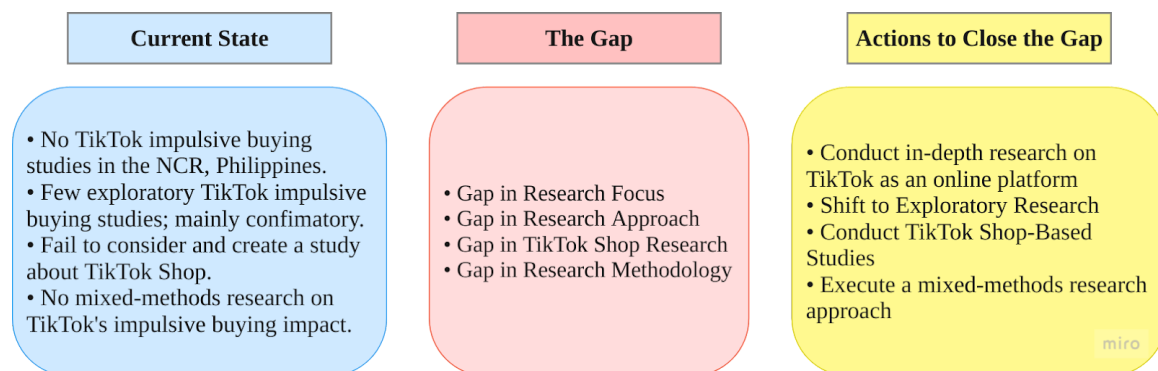 Current State
• No TikTok impulsive buying
studies in the NCR, Philippines.
• Few exploratory TikTok impulsive
buying studies; mainly confimatory.
• Fail to consider and create a study
about TikTok Shop.
• No mixed-methods research on
TikTok's impulsive buying impact.
The Gap
• Gap in Research Focus
• Gap in Research Approach
• Gap in TikTok Shop Research
• Gap in Research Methodology
Actions to Close the Gap
• Conduct in-depth research on
TikTok as an online platform
• Shift to Exploratory Research
• Conduct TikTok Shop-Based
Studies
• Execute a mixed-methods research
approach
miro